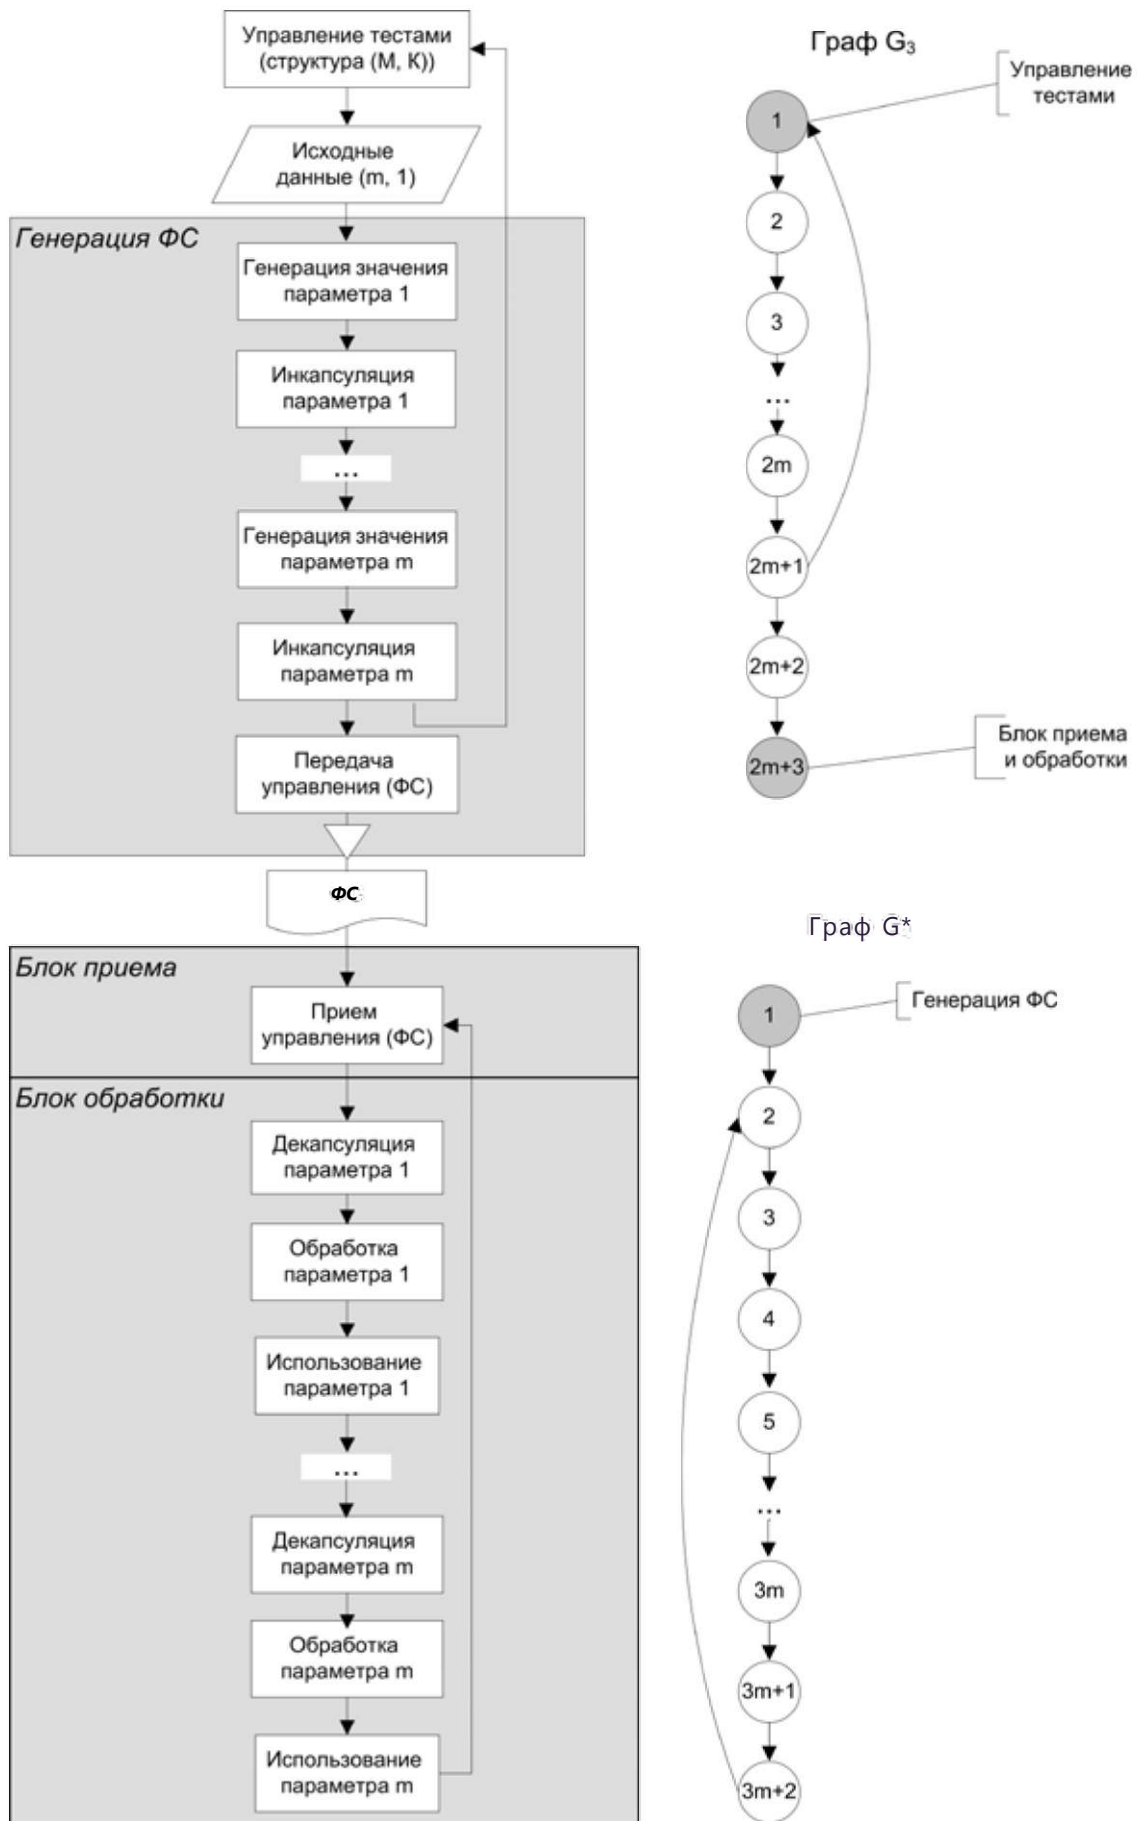 Управление тестами
(структура (М, К))
Исходные
данные (m, 1)
Генерация ФС
Генерация значения
параметра 1
Инкапсуляция
параметра 1
...
Генерация значения
параметра m
Инкапсуляция
параметра m
Передача
управления (ФС)
ФС
Блок приема
Прием
управления (ФС)
Блок обработки
Декапсуляция
параметра 1
Обработка
параметра 1
Использование
параметра 1
...
Декапсуляция
параметра m
Обработка
параметра m
Использование
параметра m
Граф G₃
Управление
тестами
1
2
3
...
2m
2m+1
2m+2
2m+3
Блок приема
и обработки
Граф G*
Генерация ФС
1
2
3
4
5
...
3m
3m+1
3m+2